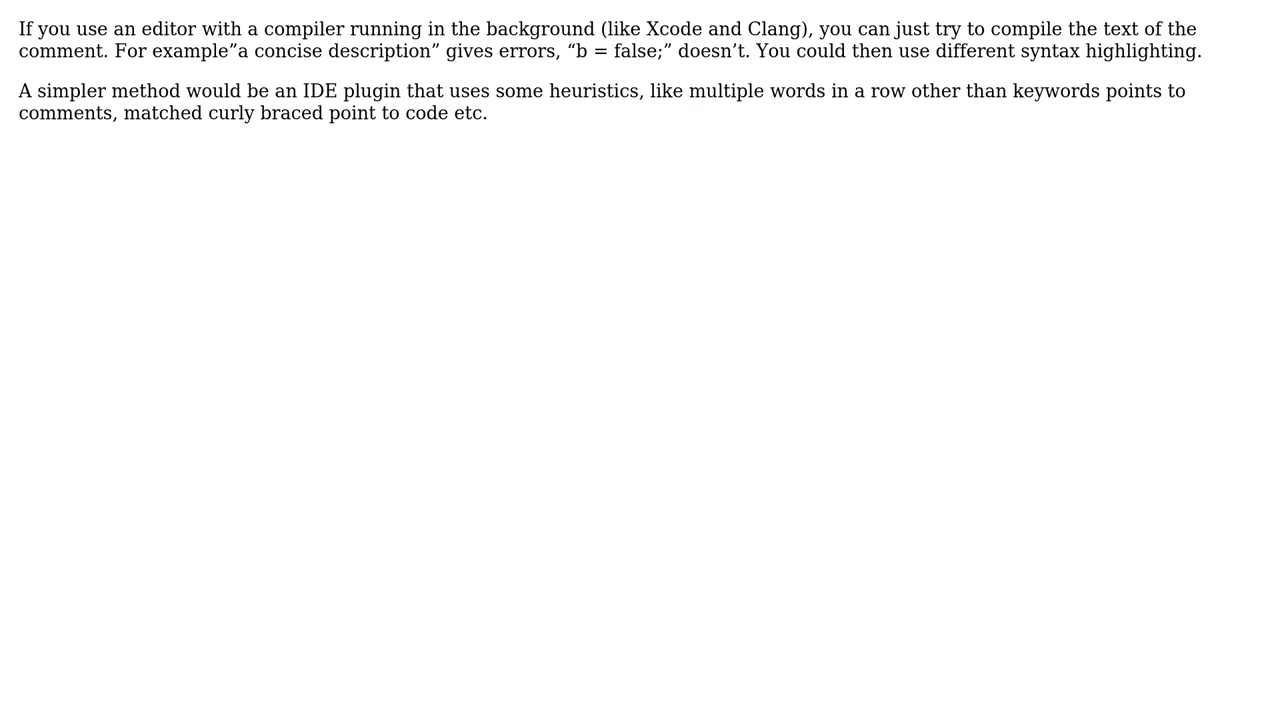 If you use an editor with a compiler running in the background (like Xcode and Clang), you can just try to compile the text of the
comment. For example”a concise description” gives errors, “b = false;” doesn’t. You could then use different syntax highlighting.
A simpler method would be an IDE plugin that uses some heuristics, like multiple words in a row other than keywords points to
comments, matched curly braced point to code etc.